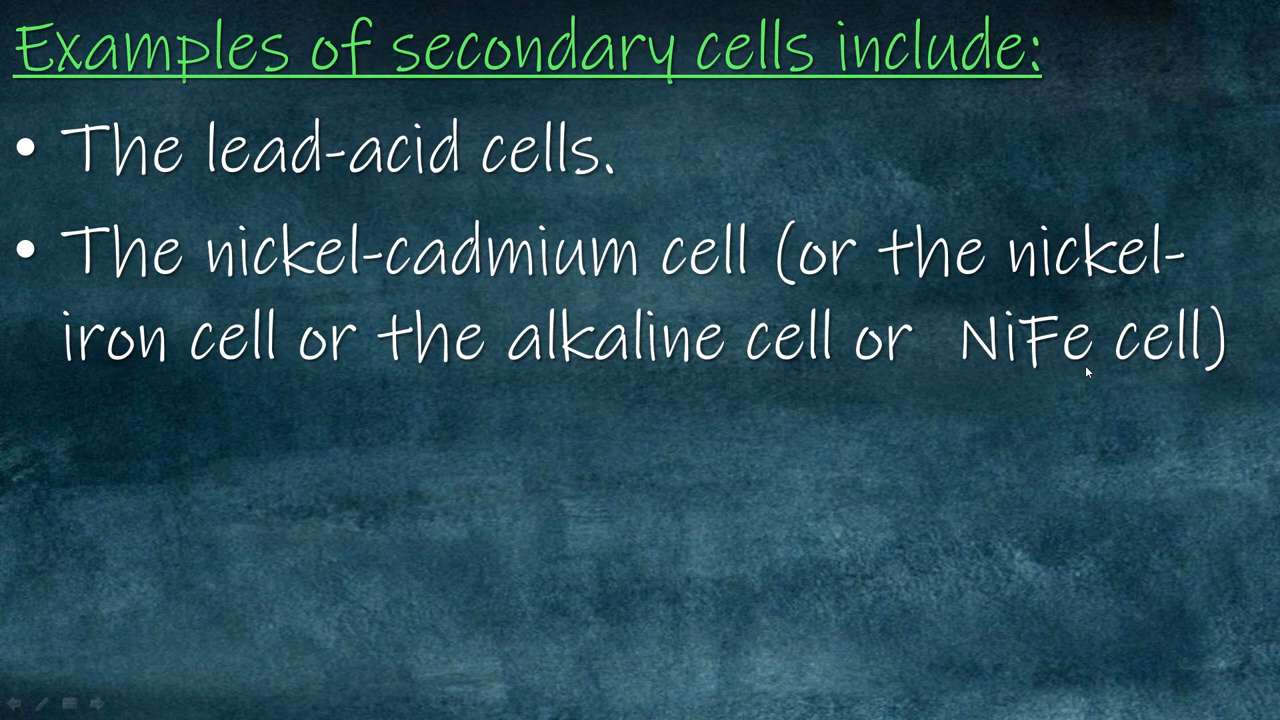 Examples of secondary cells include:
• The lead-acid cells.
• The nickel-cadmium cell (or the nickel-
iron cell or the alkaline cell or NiFe cell)